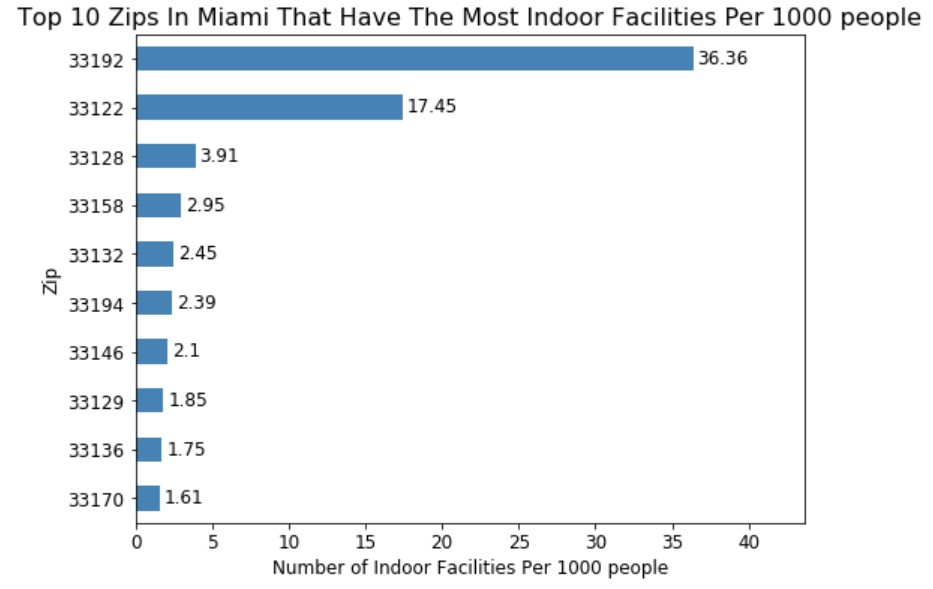 Top 10 Zips In Miami That Have The Most Indoor Facilities Per 1000 people
33192 36.36
33122 17.45
33128 3.91
33158 2.95
33132 2.45
Zip
33194 2.39
33146 2.1
33129 1.85
33136 1.75
33170 1.61
0 5 10 15 20 25 30 35 40
Number of Indoor Facilities Per 1000 people